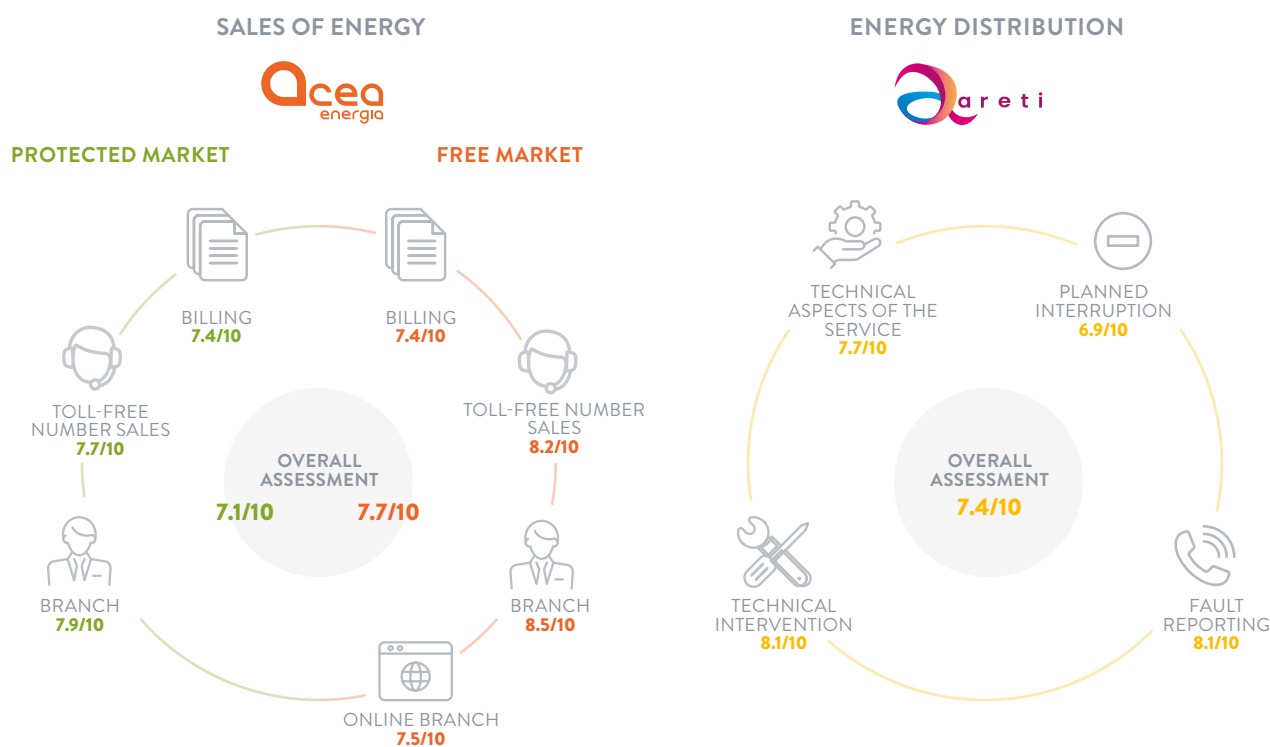 SALES OF ENERGY
acea
energia
PROTECTED MARKET
FREE MARKET
BILLING
7.4/10
BILLING
7.4/10
TOLL-FREE
NUMBER SALES
7.7/10
TOLL-FREE NUMBER
SALES
8.2/10
OVERALL
ASSESSMENT
7.1/10
7.7/10
BRANCH
7.9/10
BRANCH
8.5/10
ONLINE BRANCH
7.5/10
ENERGY DISTRIBUTION
areti
TECHNICAL
ASPECTS OF THE
SERVICE
7.7/10
PLANNED
INTERRUPTION
6.9/10
OVERALL
ASSESSMENT
7.4/10
TECHNICAL
INTERVENTION
8.1/10
FAULT
REPORTING
8.1/10